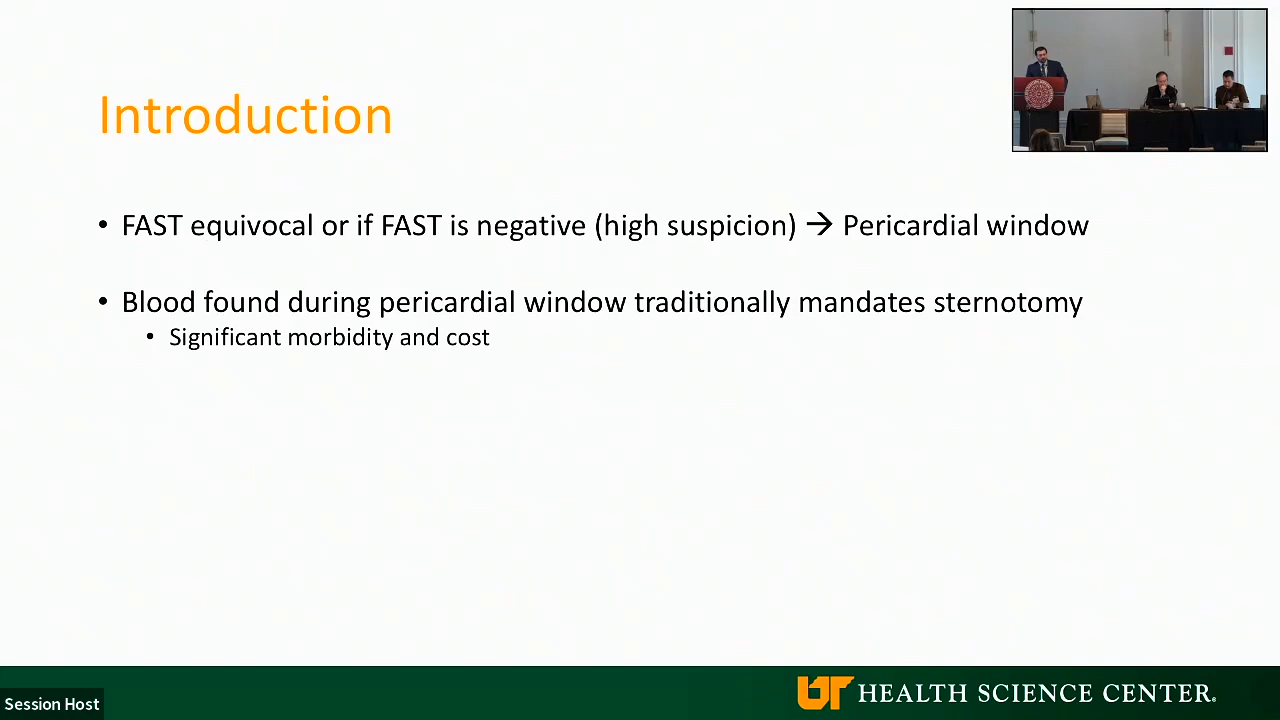 Introduction
• FAST equivocal or if FAST is negative (high suspicion) → Pericardial window
• Blood found during pericardial window traditionally mandates sternotomy
• Significant morbidity and cost
Session Host
UT HEALTH SCIENCE CENTER.